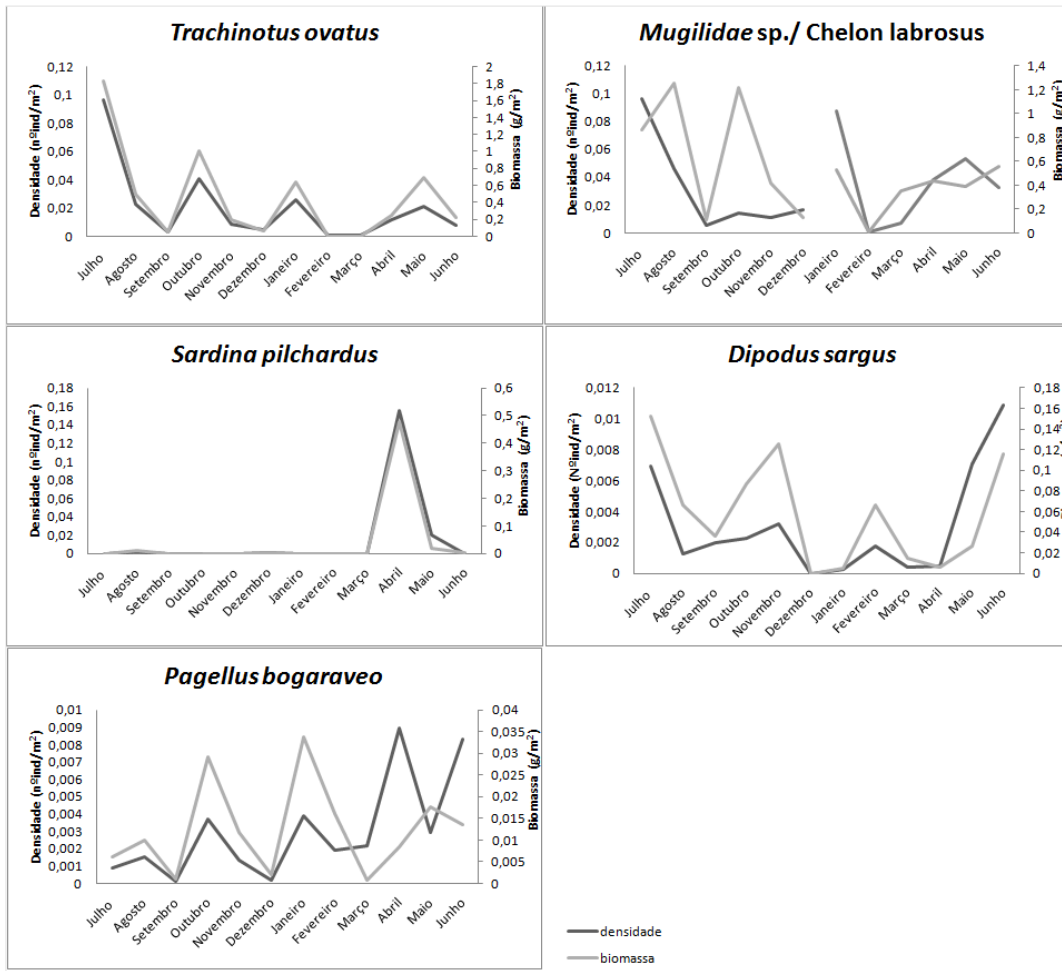 Trachinotus ovatus
Densidade (nºind/m²)
0,12
0,1
0,08
0,06
0,04
0,02
0
2
1,8
1,6
1,4
1,2
1
0,8
0,6
0,4
0,2
0
Biomassa (g/m²)
Julho
Agosto
Setembro
Outubro
Novembro
Dezembro
Janeiro
Fevereiro
Março
Abril
Maio
Junho
Mugilidae sp./ Chelon labrosus
Densidade (nºind/m²)
0,12
0,1
0,08
0,06
0,04
0,02
0
1,4
1,2
1
0,8
0,6
0,4
0,2
0
Biomassa (g/m²)
Julho
Agosto
Setembro
Outubro
Novembro
Dezembro
Janeiro
Fevereiro
Março
Abril
Maio
Junho
Sardina pilchardus
Densidade (nºind/m²)
0,18
0,16
0,14
0,12
0,1
0,08
0,06
0,04
0,02
0
0,6
0,5
0,4
0,3
0,2
0,1
0
Biomassa (g/m²)
Julho
Agosto
Setembro
Outubro
Novembro
Dezembro
Janeiro
Fevereiro
Março
Abril
Maio
Junho
Dipodus sargus
Densidade (Nºind/m²)
0,012
0,01
0,008
0,006
0,004
0,002
0
0,18
0,16
0,14
0,12
0,1
0,08
0,06
0,04
0,02
0
Julho
Agosto
Setembro
Outubro
Novembro
Dezembro
Janeiro
Fevereiro
Março
Abril
Maio
Junho
Pagellus bogaraveo
Densidade (nºind/m²)
0,01
0,009
0,008
0,007
0,006
0,005
0,004
0,003
0,002
0,001
0
0,04
0,035
0,03
0,025
0,02
0,015
0,01
0,005
0
Biomassa (g/m²)
Julho
Agosto
Setembro
Outubro
Novembro
Dezembro
Janeiro
Fevereiro
Março
Abril
Maio
Junho
densidade
biomassa